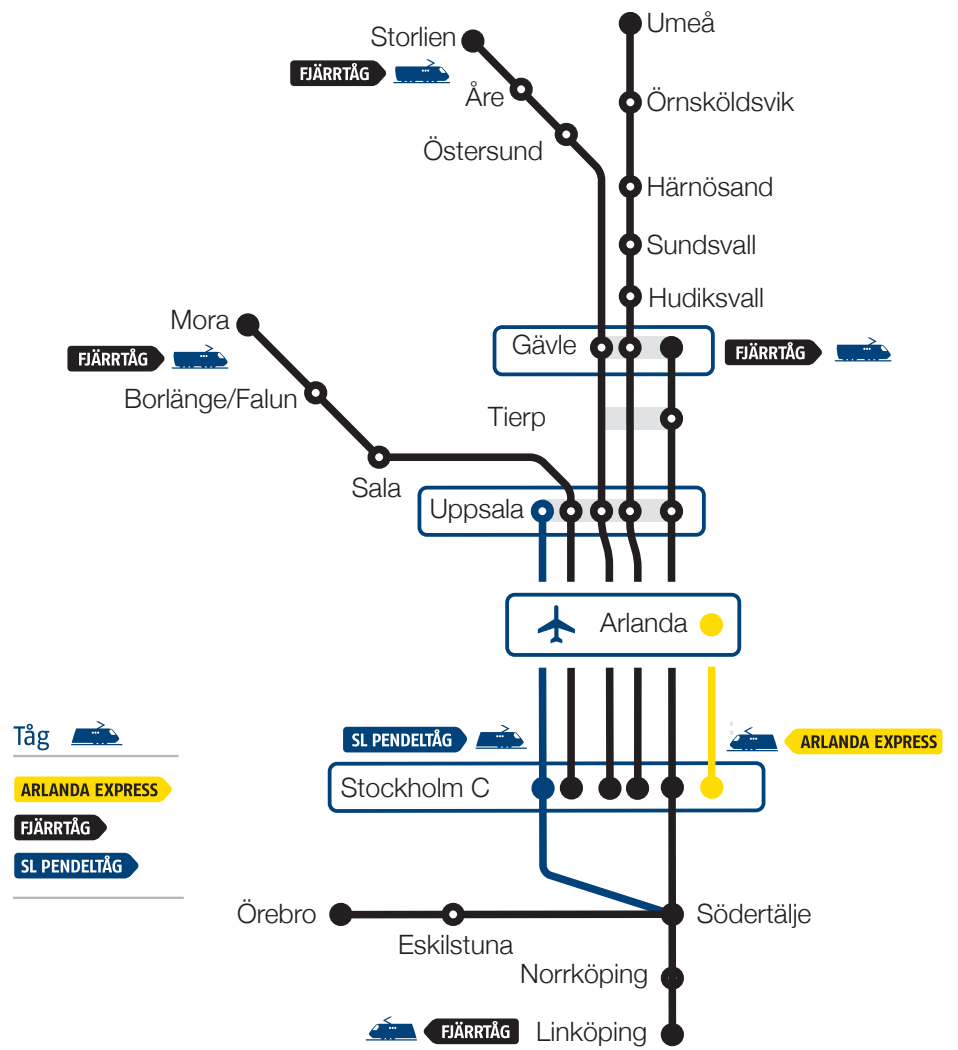 Storlien
Umeå
FJÄRRTÅG
Åre
Örnsköldsvik
Östersund
Härnösand
Sundsvall
Hudiksvall
Mora
Gävle
FJÄRRTÅG
FJÄRRTÅG
Borlänge/Falun
Tierp
Sala
Uppsala
Arlanda
Tåg
SL PENDELTÅG
ARLANDA EXPRESS
ARLANDA EXPRESS
Stockholm C
FJÄRRTÅG
SL PENDELTÅG
Örebro
Södertälje
Eskilstuna
Norrköping
FJÄRRTÅG
Linköping